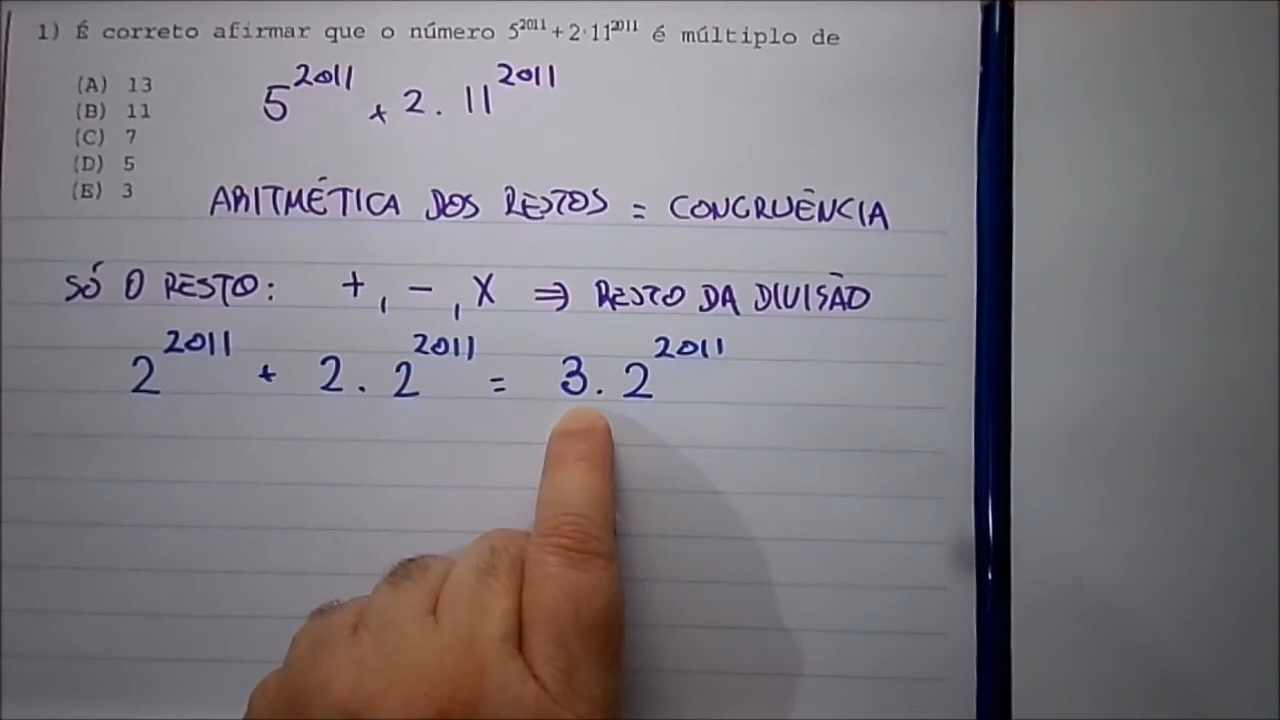 1) É correto afirmar que o número 5²⁰¹¹+2·11²⁰¹¹ é múltiplo de
(A) 13
(B) 11
(C) 7
(D) 5
(E) 3
5²⁰¹¹ + 2 . 11²⁰¹¹
ARITMÉTICA DOS RESTOS = CONGRUÊNCIA
SÓ O RESTO: +, -, X ⇒ RESTO DA DIVISÃO
2²⁰¹¹ + 2 . 2²⁰¹¹ = 3 . 2²⁰¹¹